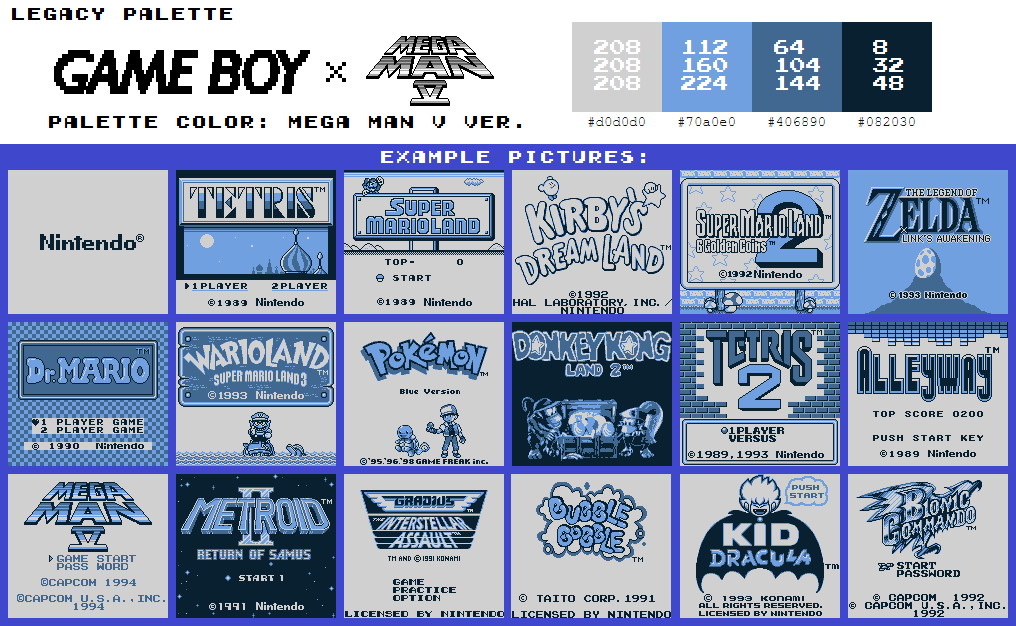 LEGACY PALETTE
GAME BOY × MEGA MAN V
PALETTE COLOR: MEGA MAN V VER.
208 112 64 8
208 160 104 32
208 224 144 48
#d0d0d0 #70a0e0 #406890 #082030
EXAMPLE PICTURES:
Nintendo®
TETRIS™
1PLAYER 2PLAYER
©1989 Nintendo
SUPER
MARIOLAND
TOP- 0
START
©1989 Nintendo
KIRBY'S
DREAM LAND™
©1992
HAL LABORATORY, INC. /
NINTENDO
SUPER MARIO LAND 2™
6 Golden Coins™
©1992 Nintendo
THE LEGEND OF
ZELDA™
LINK'S AWAKENING
© 1993 Nintendo
DR. MARIO™
1 PLAYER GAME
2 PLAYER GAME
© 1990 Nintendo
WARIOLAND™
SUPER MARIO LAND 3
©1993 Nintendo
POKéMON™
Blue Version
©'95.'96.'98 GAME FREAK inc.
DONKEY KONG
LAND 2™
TETRIS™
2
1PLAYER
VERSUS
©1989,1993 Nintendo
ALLEYWAY™
TOP SCORE 0200
PUSH START KEY
©1989 Nintendo
MEGA
MAN
V
GAME START
PASS WORD
©CAPCOM 1994
©CAPCOM U.S.A., INC.
1994
METROID™
II
RETURN OF SAMUS
START 1
©1991 Nintendo
GRADIUS™
THE INTERSTELLAR
ASSAULT™
TM AND ©1991 KONAMI
GAME
PRACTICE
OPTION
LICENSED BY NINTENDO
BUBBLE
BOBBLE™
© TAITO CORP. 1991
LICENSED BY NINTENDO
PUSH
START
KID
DRACULA™
© 1993 KONAMI
ALL RIGHTS RESERVED.
LICENSED BY NINTENDO
BIONIC
COMMANDO™
START
PASSWORD
© CAPCOM 1992
© CAPCOM U.S.A., INC.
1992